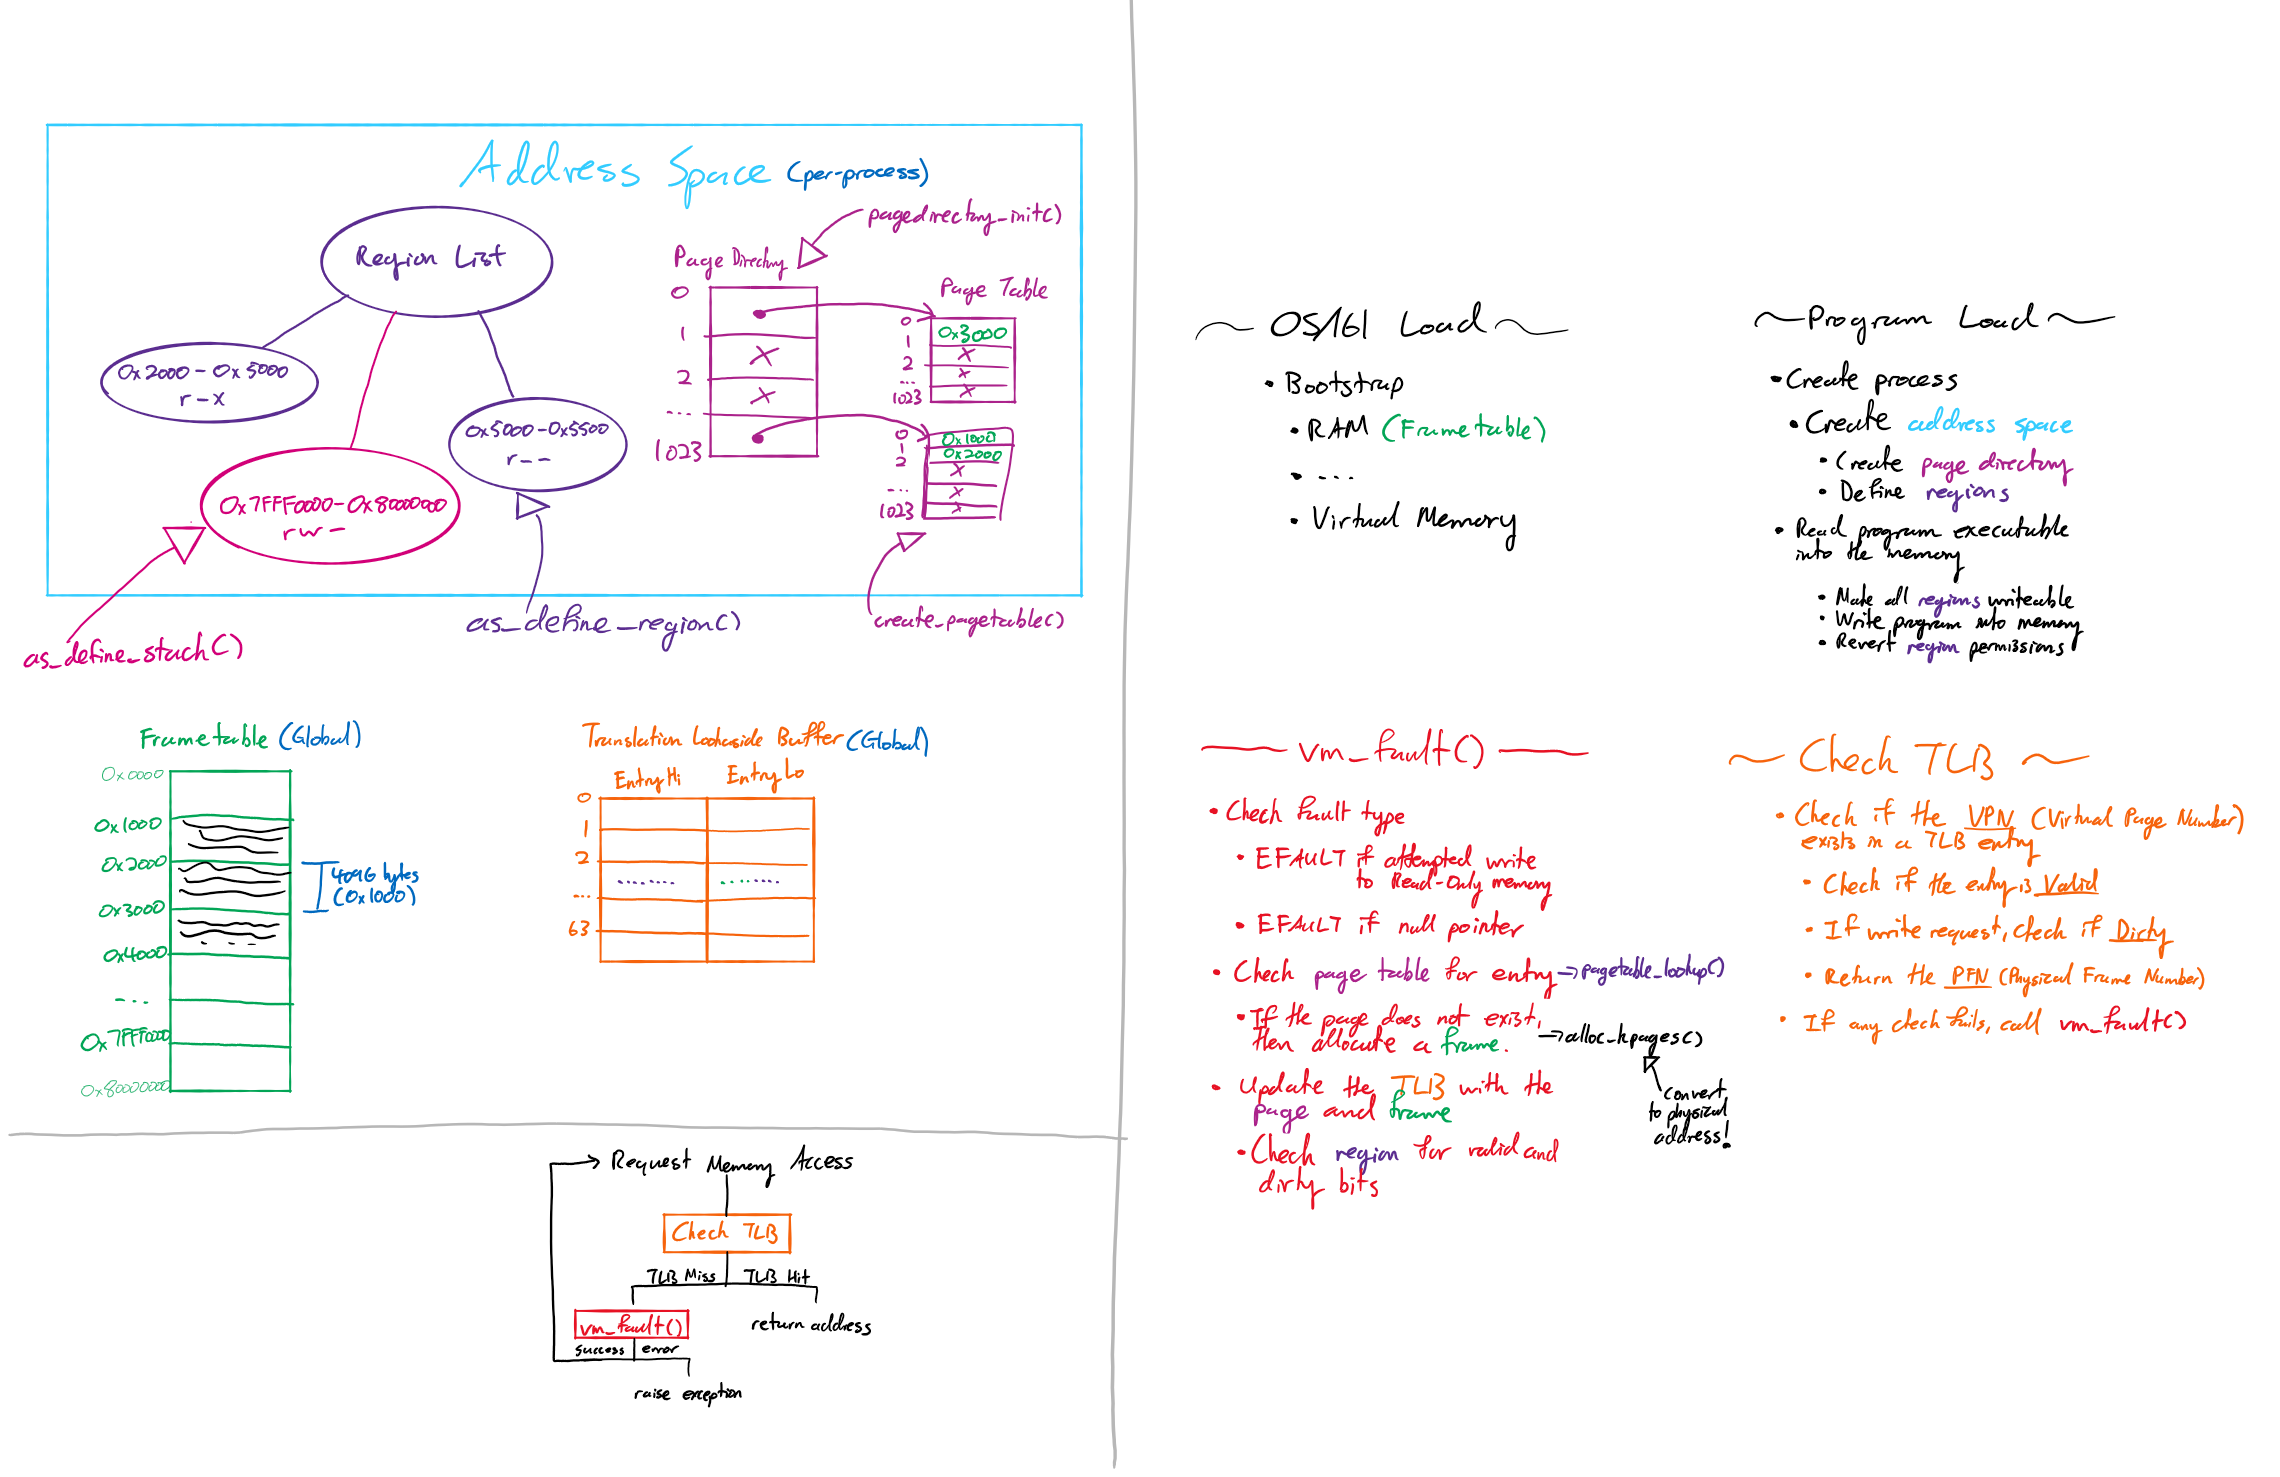 Address Space (per-process)
Region List
0x2000-0x5000
r-x
0x7FFF0000-0x80000000
rw-
0x5000-0x5500
r--
as_define_stack()
as_define_region()
pagedirectory_init()
Page Directory
0
1
2
...
1023
Page Table
0
1
2
...
1023
0x3000
x
x
x
0
1
2
...
1023
0x1000
0x2000
x
x
x
create_pagetable()
Frametable (Global)
0x0000
0x1000
0x2000
0x3000
0x4000
...
0x7FFF0000
0x80000000
4096 bytes
(0x1000)
Translation Lookaside Buffer (Global)
EntryHi
EntryLo
0
1
2
...
63
Request Memory Access
Check TLB
TLB Miss
TLB Hit
vm_fault()
return address
success
error
raise exception
OS/161 Load
• Bootstrap
• RAM (Frametable)
• ...
• Virtual Memory
Program Load
• Create process
• Create address space
• Create page directory
• Define regions
• Read program executable
into the memory
• Make all regions writeable
• Write program into memory
• Revert region permissions
vm_fault()
• Check fault type
• EFAULT if attempted write
to Read-Only memory
• EFAULT if null pointer
• Check page table for entry → pagetable_lookup()
• If the page does not exist,
then allocate a frame. → alloc_kpages()
convert
to physical
address!
• Update the TLB with the
page and frame
• Check region for valid and
dirty bits
Check TLB
• Check if the VPN (Virtual Page Number)
exists in a TLB entry
• Check if the entry is Valid
• If write request, check if Dirty
• Return the PFN (Physical Frame Number)
• If any check fails, call vm_fault()